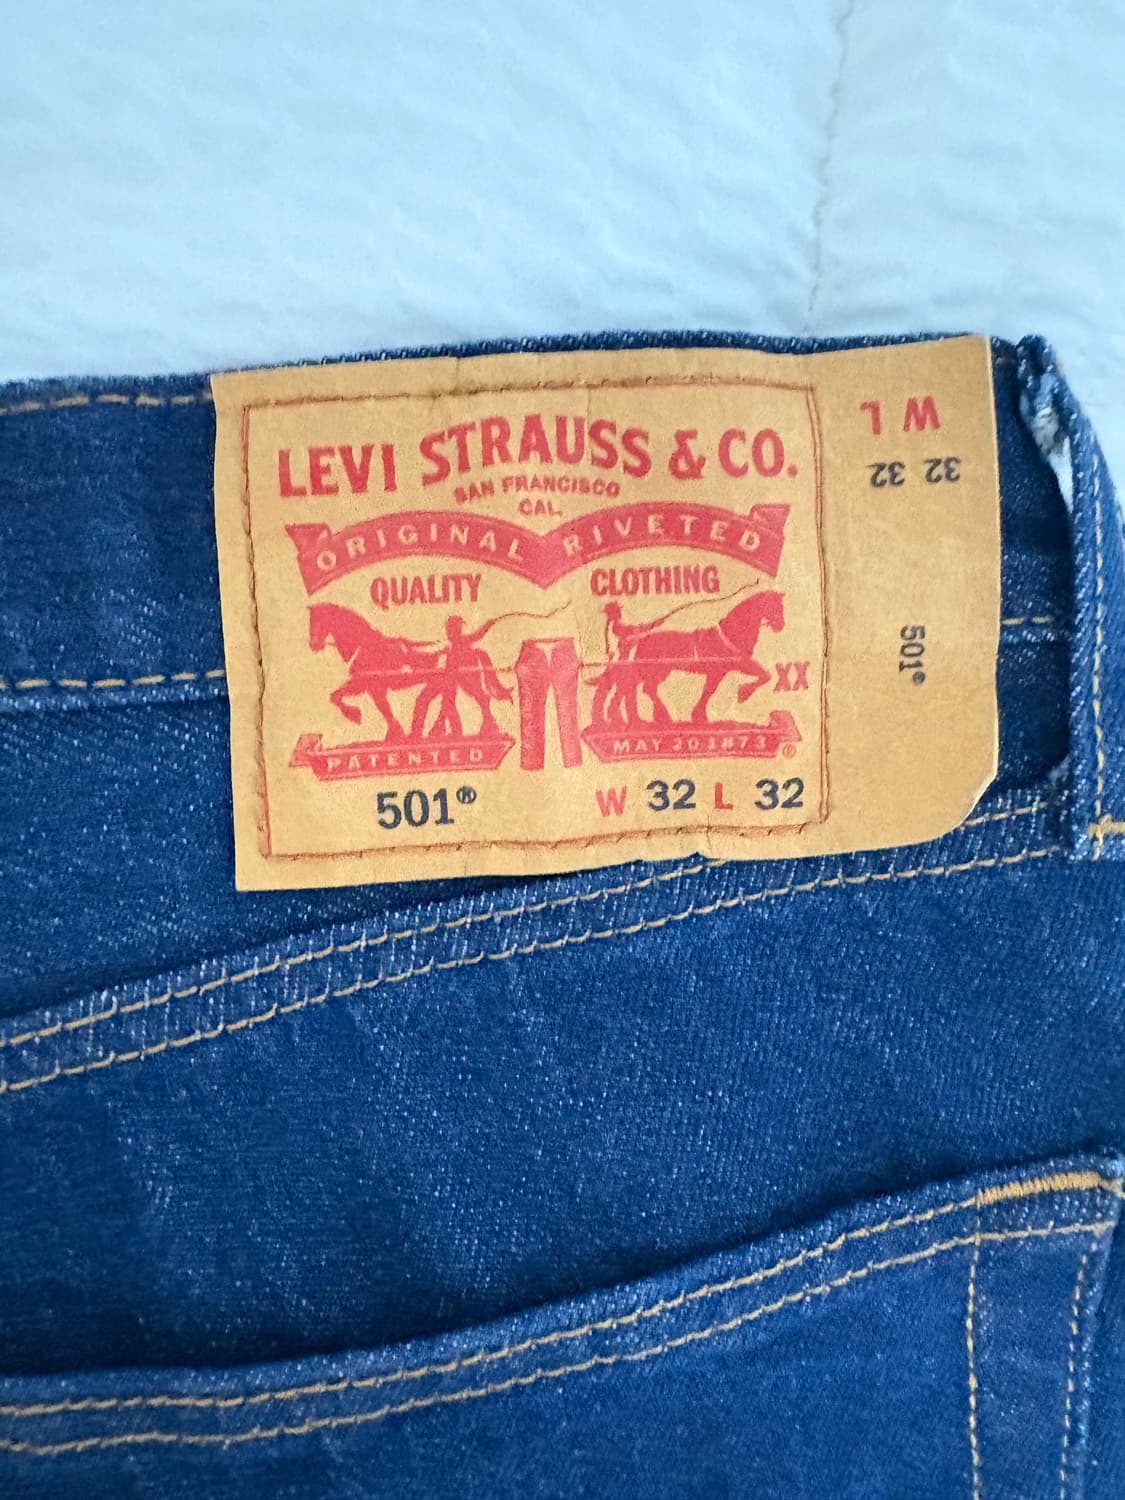 LEVI STRAUSS & CO.
SAN FRANCISCO
CAL.
ORIGINAL RIVETED
QUALITY CLOTHING
XX
PATENTED MAY 20 1873 ®
501® W 32 L 32
W L
32 32
501®